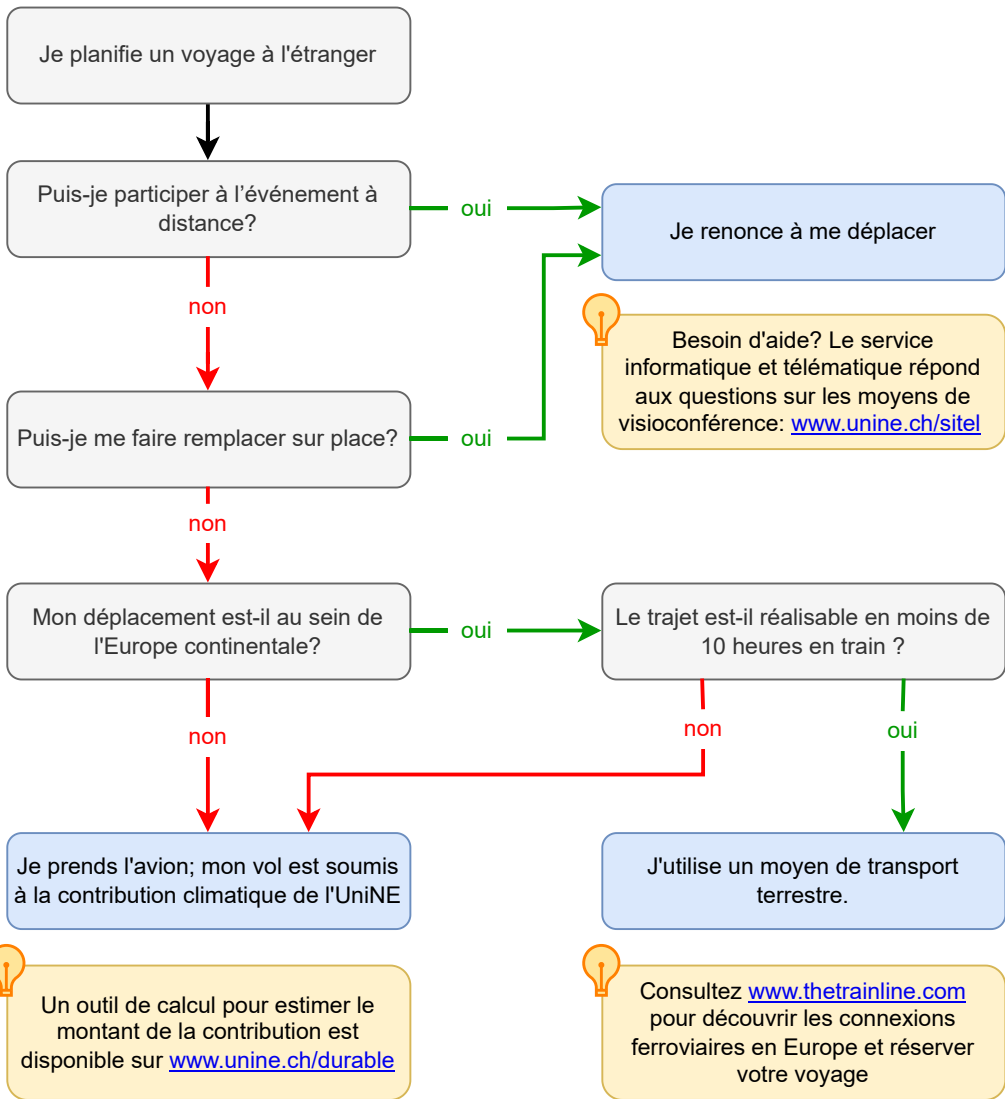 Je planifie un voyage à l'étranger
Puis-je participer à l’événement à
distance?
oui
Je renonce à me déplacer
non
Besoin d'aide? Le service
informatique et télématique répond
aux questions sur les moyens de
visioconférence: www.unine.ch/sitel
Puis-je me faire remplacer sur place?
oui
non
Mon déplacement est-il au sein de
l'Europe continentale?
oui
Le trajet est-il réalisable en moins de
10 heures en train ?
non
non
oui
Je prends l'avion; mon vol est soumis
à la contribution climatique de l'UniNE
J'utilise un moyen de transport
terrestre.
Un outil de calcul pour estimer le
montant de la contribution est
disponible sur www.unine.ch/durable
Consultez www.thetrainline.com
pour découvrir les connexions
ferroviaires en Europe et réserver
votre voyage